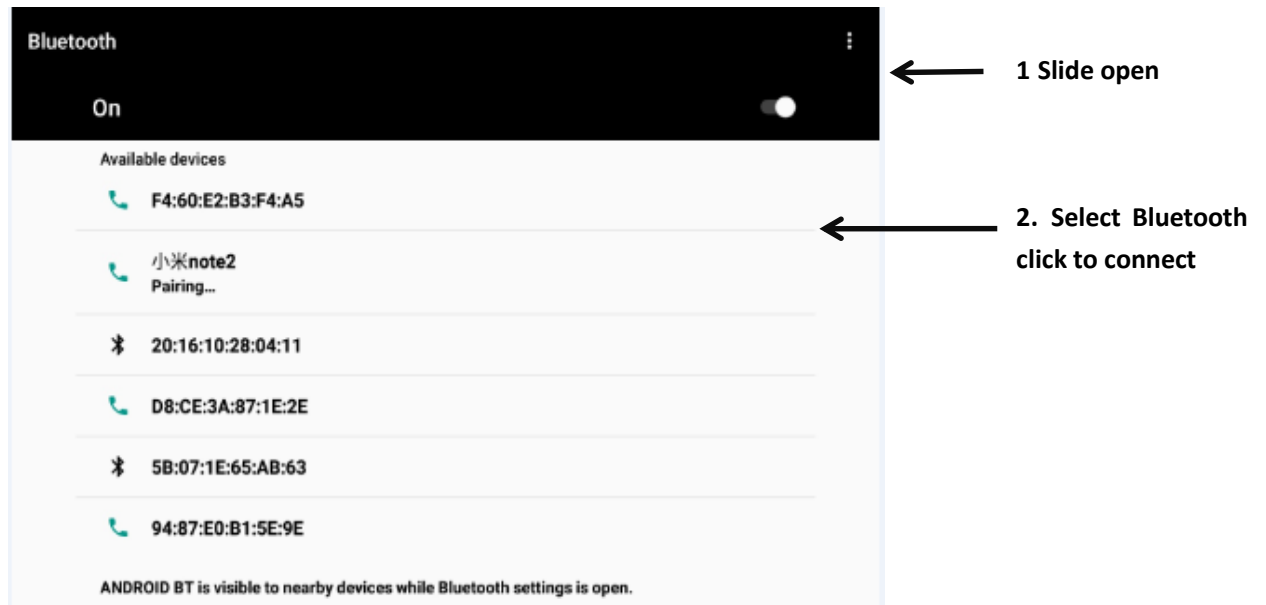 Bluetooth
1 Slide open
On
Available devices
F4:60:E2:B3:F4:A5
2. Select Bluetooth
click to connect
小米note2
Pairing...
20:16:10:28:04:11
D8:CE:3A:87:1E:2E
5B:07:1E:65:AB:63
94:87:E0:B1:5E:9E
ANDROID BT is visible to nearby devices while Bluetooth settings is open.